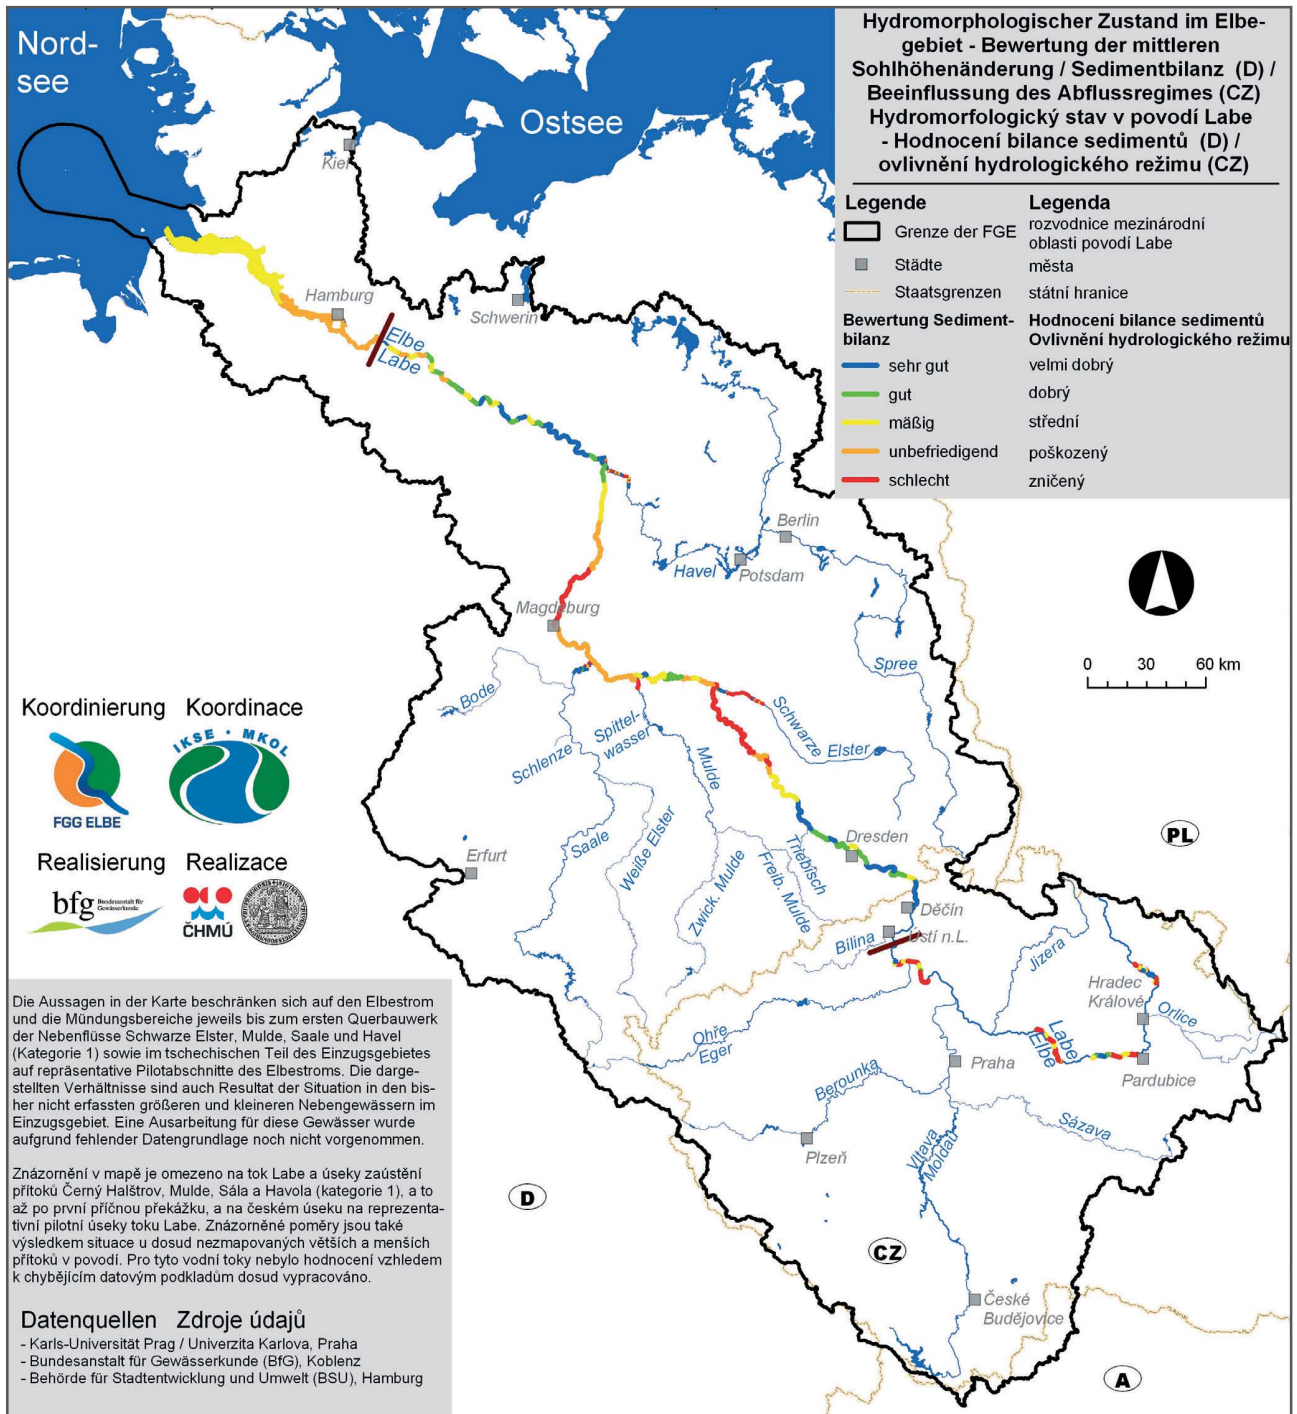 Nord-
see
Ostsee
Hydromorphologischer Zustand im Elbe-
gebiet - Bewertung der mittleren
Sohlhöhenänderung / Sedimentbilanz (D) /
Beeinflussung des Abflussregimes (CZ)
Hydromorfologický stav v povodí Labe
- Hodnocení bilance sedimentů (D) /
ovlivnění hydrologického režimu (CZ)
Legende Legenda
Grenze der FGE rozvodnice mezinárodní
oblasti povodí Labe
Städte města
Staatsgrenzen státní hranice
Bewertung Sediment- Hodnocení bilance sedimentů
bilanz Ovlivnění hydrologického režimu
sehr gut velmi dobrý
gut dobrý
mäßig střední
unbefriedigend poškozený
schlecht zničený
Kiel
Hamburg
Schwerin
Elbe
Labe
Berlin
Havel
Potsdam
Magdeburg
0 30 60 km
Spree
Bode
Spittel-
wasser
Schlenze
Schwarze
Elster
Mulde
Saale
Weiße Elster
Zwick. Mulde
Freib. Mulde
Triebisch
Dresden
Erfurt
PL
Děčín
Bílina
Ústí n.L.
Jizera
Hradec
Králové
Orlice
Ohře
Eger
Labe
Elbe
Praha
Pardubice
Berounka
Sázava
Plzeň
Vltava
Moldau
D
CZ
České
Budějovice
A
Koordinierung Koordinace
FGG ELBE
IKSE • MKOL
Realisierung Realizace
bfg Bundesanstalt für
Gewässerkunde
ČHMÚ
Die Aussagen in der Karte beschränken sich auf den Elbestrom
und die Mündungsbereiche jeweils bis zum ersten Querbauwerk
der Nebenflüsse Schwarze Elster, Mulde, Saale und Havel
(Kategorie 1) sowie im tschechischen Teil des Einzugsgebietes
auf repräsentative Pilotabschnitte des Elbestroms. Die darge-
stellten Verhältnisse sind auch Resultat der Situation in den bis-
her nicht erfassten größeren und kleineren Nebengewässern im
Einzugsgebiet. Eine Ausarbeitung für diese Gewässer wurde
aufgrund fehlender Datengrundlage noch nicht vorgenommen.
Znázornění v mapě je omezeno na tok Labe a úseky zaústění
přítoků Černý Halštrov, Mulde, Sála a Havola (kategorie 1), a to
až po první příčnou překážku, a na českém úseku na reprezenta-
tivní pilotní úseky toku Labe. Znázorněné poměry jsou také
výsledkem situace u dosud nezmapovaných větších a menších
přítoků v povodí. Pro tyto vodní toky nebylo hodnocení vzhledem
k chybějícím datovým podkladům dosud vypracováno.
Datenquellen Zdroje údajů
- Karls-Universität Prag / Univerzita Karlova, Praha
- Bundesanstalt für Gewässerkunde (BfG), Koblenz
- Behörde für Stadtentwicklung und Umwelt (BSU), Hamburg